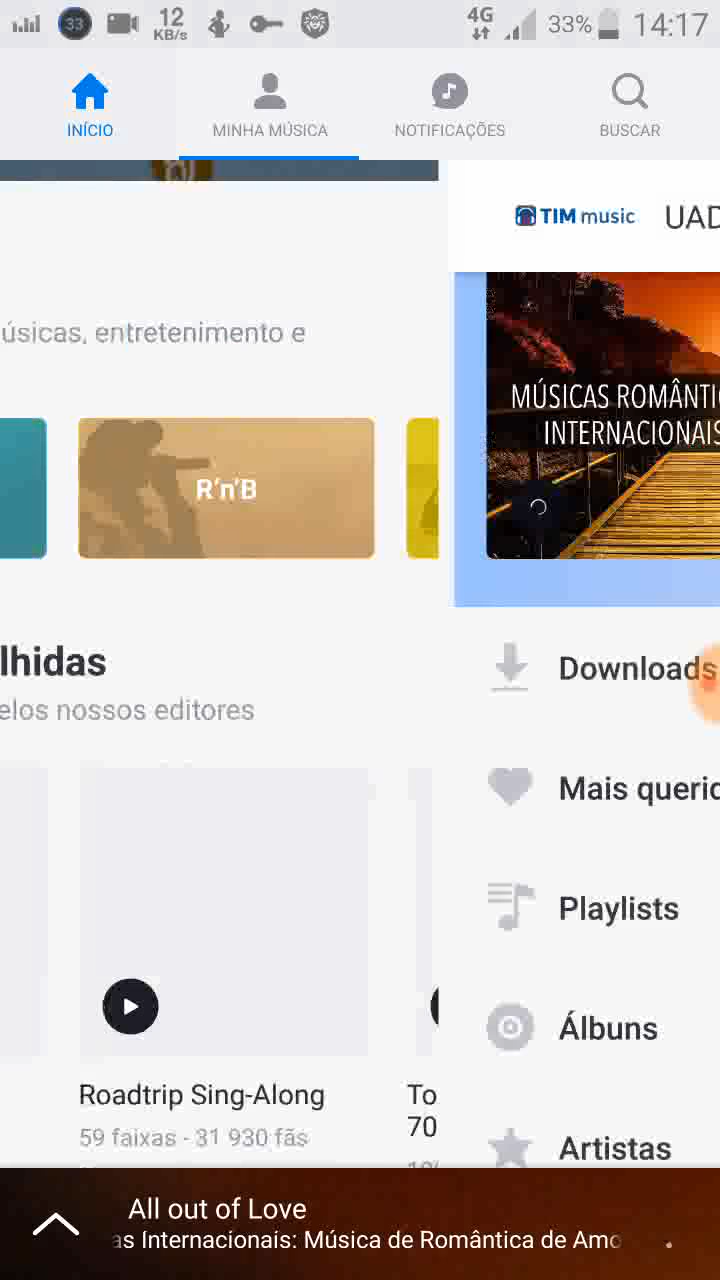 33
12
KB/s
4G
33%
14:17
INÍCIO
MINHA MÚSICA
NOTIFICAÇÕES
BUSCAR
TIM music
UAD
úsicas, entretenimento e
MÚSICAS ROMÂNTIC
INTERNACIONAIS
R'n'B
lhidas
elos nossos editores
Downloads
Mais querid
Playlists
Álbuns
Artistas
Roadtrip Sing-Along
59 faixas - 31 930 fãs
To
70
All out of Love
as Internacionais: Música de Romântica de Amo